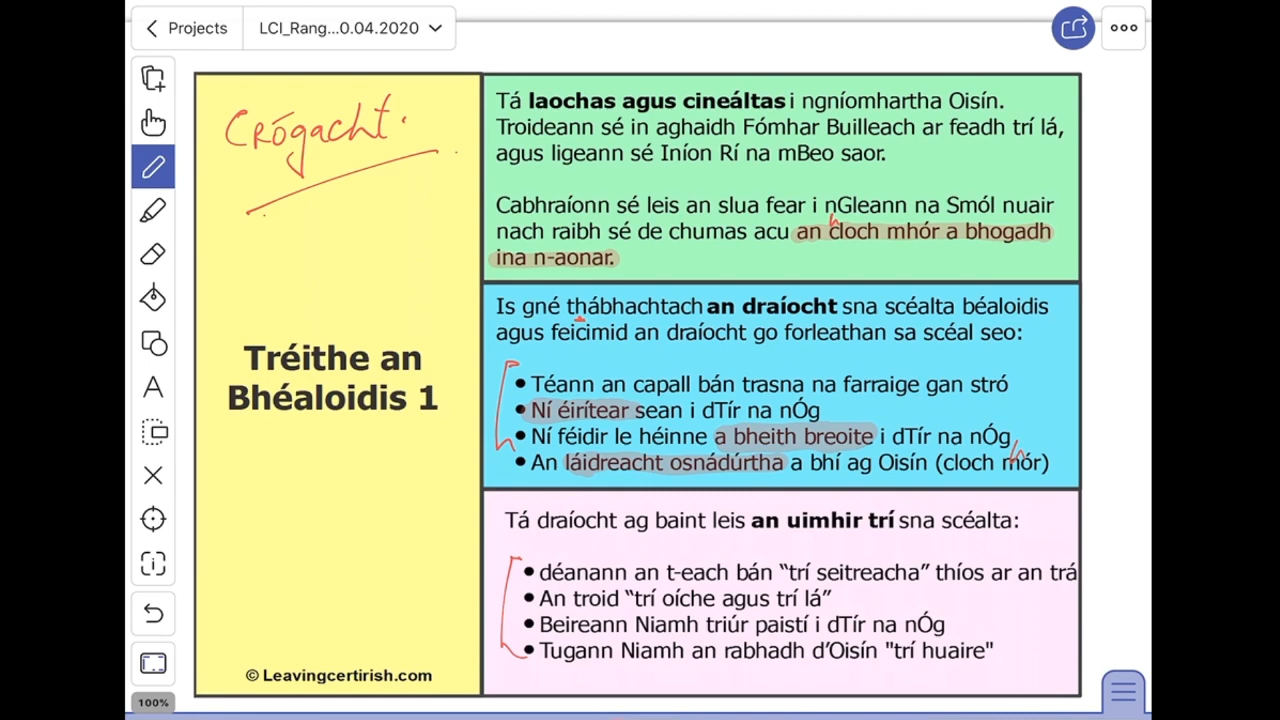 Projects
LCI_Rang...0.04.2020
Crógacht.
Tréithe an
Bhéaloidis 1
© Leavingcertirish.com
Tá laochas agus cineáltas i ngníomhartha Oisín.
Troideann sé in aghaidh Fómhar Builleach ar feadh trí lá,
agus ligeann sé Iníon Rí na mBeo saor.
Cabhraíonn sé leis an slua fear i nGleann na Smól nuair
nach raibh sé de chumas acu an chloch mhór a bhogadh
ina n-aonar.
Is gné thábhachtach an draíocht sna scéalta béaloidis
agus feicimid an draíocht go forleathan sa scéal seo:
• Téann an capall bán trasna na farraige gan stró
• Ní éirítear sean i dTír na nÓg
• Ní féidir le héinne a bheith breoite i dTír na nÓg
• An láidreacht osnádúrtha a bhí ag Oisín (cloch mhór)
Tá draíocht ag baint leis an uimhir trí sna scéalta:
• déanann an t-each bán “trí seitreacha” thíos ar an trá
• An troid “trí oíche agus trí lá”
• Beireann Niamh triúr paistí i dTír na nÓg
• Tugann Niamh an rabhadh d’Oisín "trí huaire"
100%